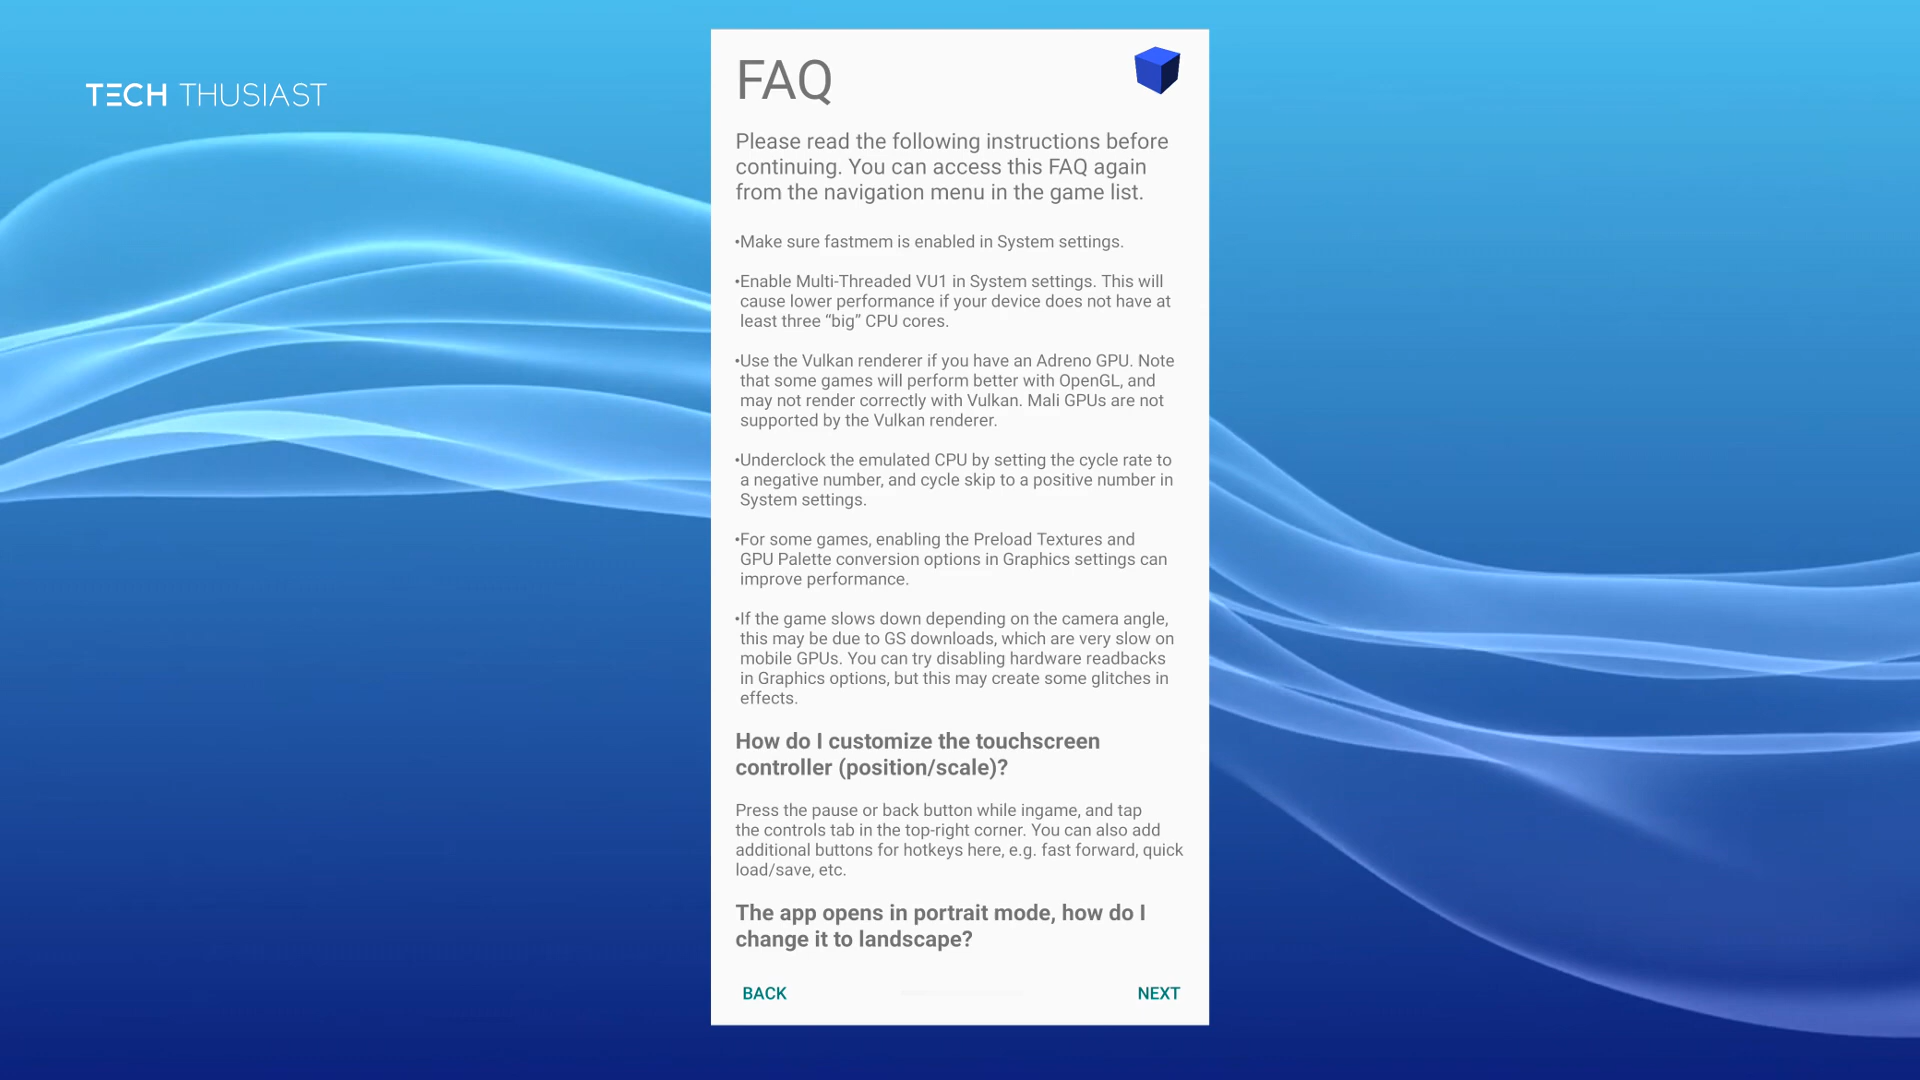 TECH THUSIAST
FAQ
Please read the following instructions before
continuing. You can access this FAQ again
from the navigation menu in the game list.
•Make sure fastmem is enabled in System settings.
•Enable Multi-Threaded VU1 in System settings. This will
cause lower performance if your device does not have at
least three “big” CPU cores.
•Use the Vulkan renderer if you have an Adreno GPU. Note
that some games will perform better with OpenGL, and
may not render correctly with Vulkan. Mali GPUs are not
supported by the Vulkan renderer.
•Underclock the emulated CPU by setting the cycle rate to
a negative number, and cycle skip to a positive number in
System settings.
•For some games, enabling the Preload Textures and
GPU Palette conversion options in Graphics settings can
improve performance.
•If the game slows down depending on the camera angle,
this may be due to GS downloads, which are very slow on
mobile GPUs. You can try disabling hardware readbacks
in Graphics options, but this may create some glitches in
effects.
How do I customize the touchscreen
controller (position/scale)?
Press the pause or back button while ingame, and tap
the controls tab in the top-right corner. You can also add
additional buttons for hotkeys here, e.g. fast forward, quick
load/save, etc.
The app opens in portrait mode, how do I
change it to landscape?
BACK
NEXT